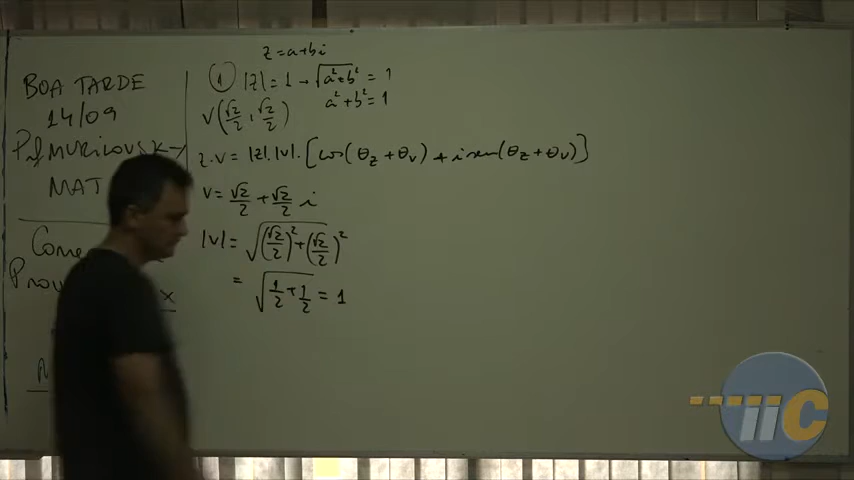 BOA TARDE
14/09
MAT
z = a+bi
① |z| = 1 → √(a²+b²) = 1
a² + b² = 1
V(√2/2, √2/2)
z.v = |z|.|v|.[cos(θz + θv) + i sen(θz + θv)]
v = √2/2 + √2/2 i
|v| = √((√2/2)² + (√2/2)²)
= √(1/2 + 1/2) = 1
iiC